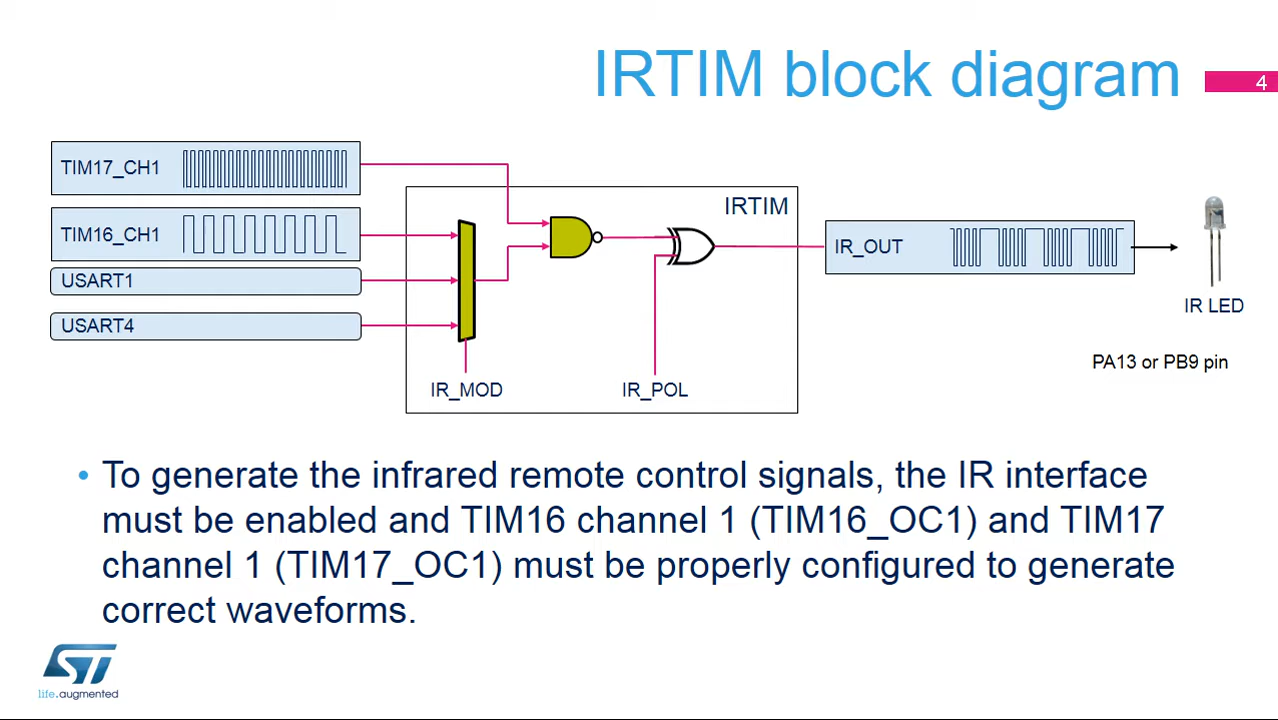 IRTIM block diagram
4
TIM17_CH1
TIM16_CH1
USART1
USART4
IRTIM
IR_MOD
IR_POL
IR_OUT
IR LED
PA13 or PB9 pin
• To generate the infrared remote control signals, the IR interface
must be enabled and TIM16 channel 1 (TIM16_OC1) and TIM17
channel 1 (TIM17_OC1) must be properly configured to generate
correct waveforms.
ST
life.augmented